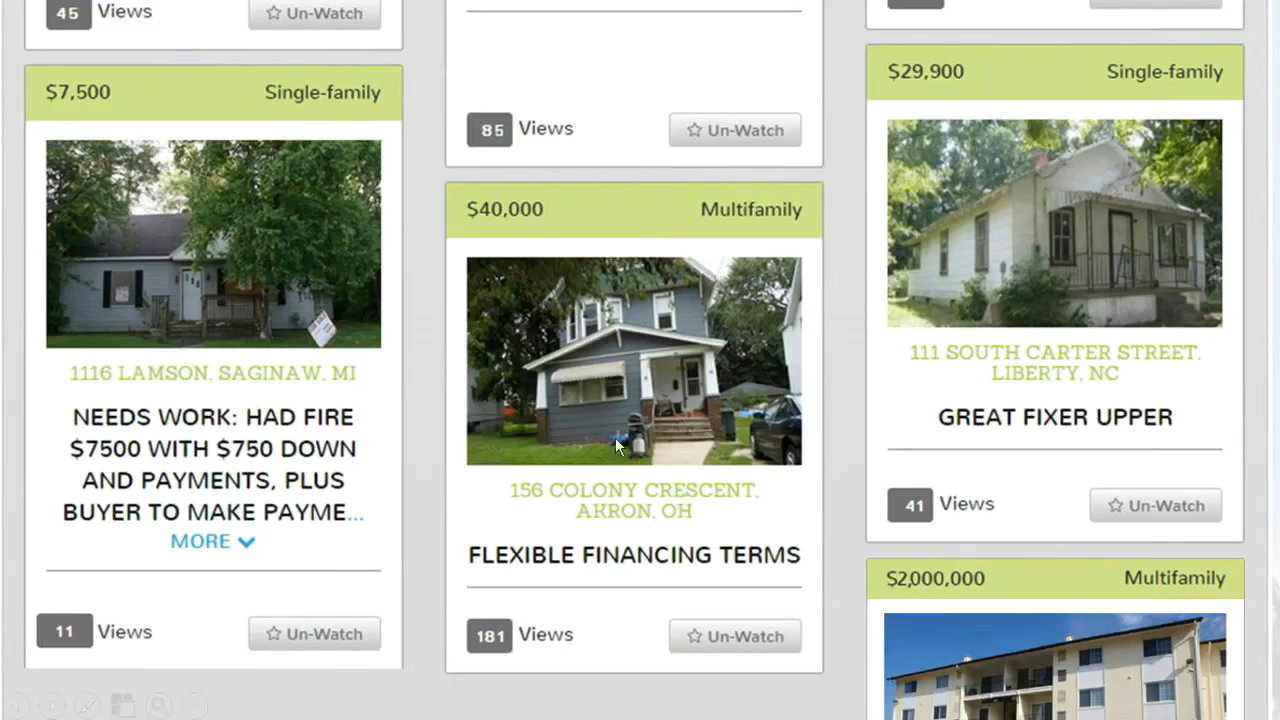 45 Views Un-Watch
$7,500 Single-family
1116 LAMSON, SAGINAW, MI
NEEDS WORK: HAD FIRE
$7500 WITH $750 DOWN
AND PAYMENTS, PLUS
BUYER TO MAKE PAYME...
MORE
11 Views Un-Watch
85 Views Un-Watch
$40,000 Multifamily
156 COLONY CRESCENT,
AKRON, OH
FLEXIBLE FINANCING TERMS
181 Views Un-Watch
$29,900 Single-family
111 SOUTH CARTER STREET,
LIBERTY, NC
GREAT FIXER UPPER
41 Views Un-Watch
$2,000,000 Multifamily